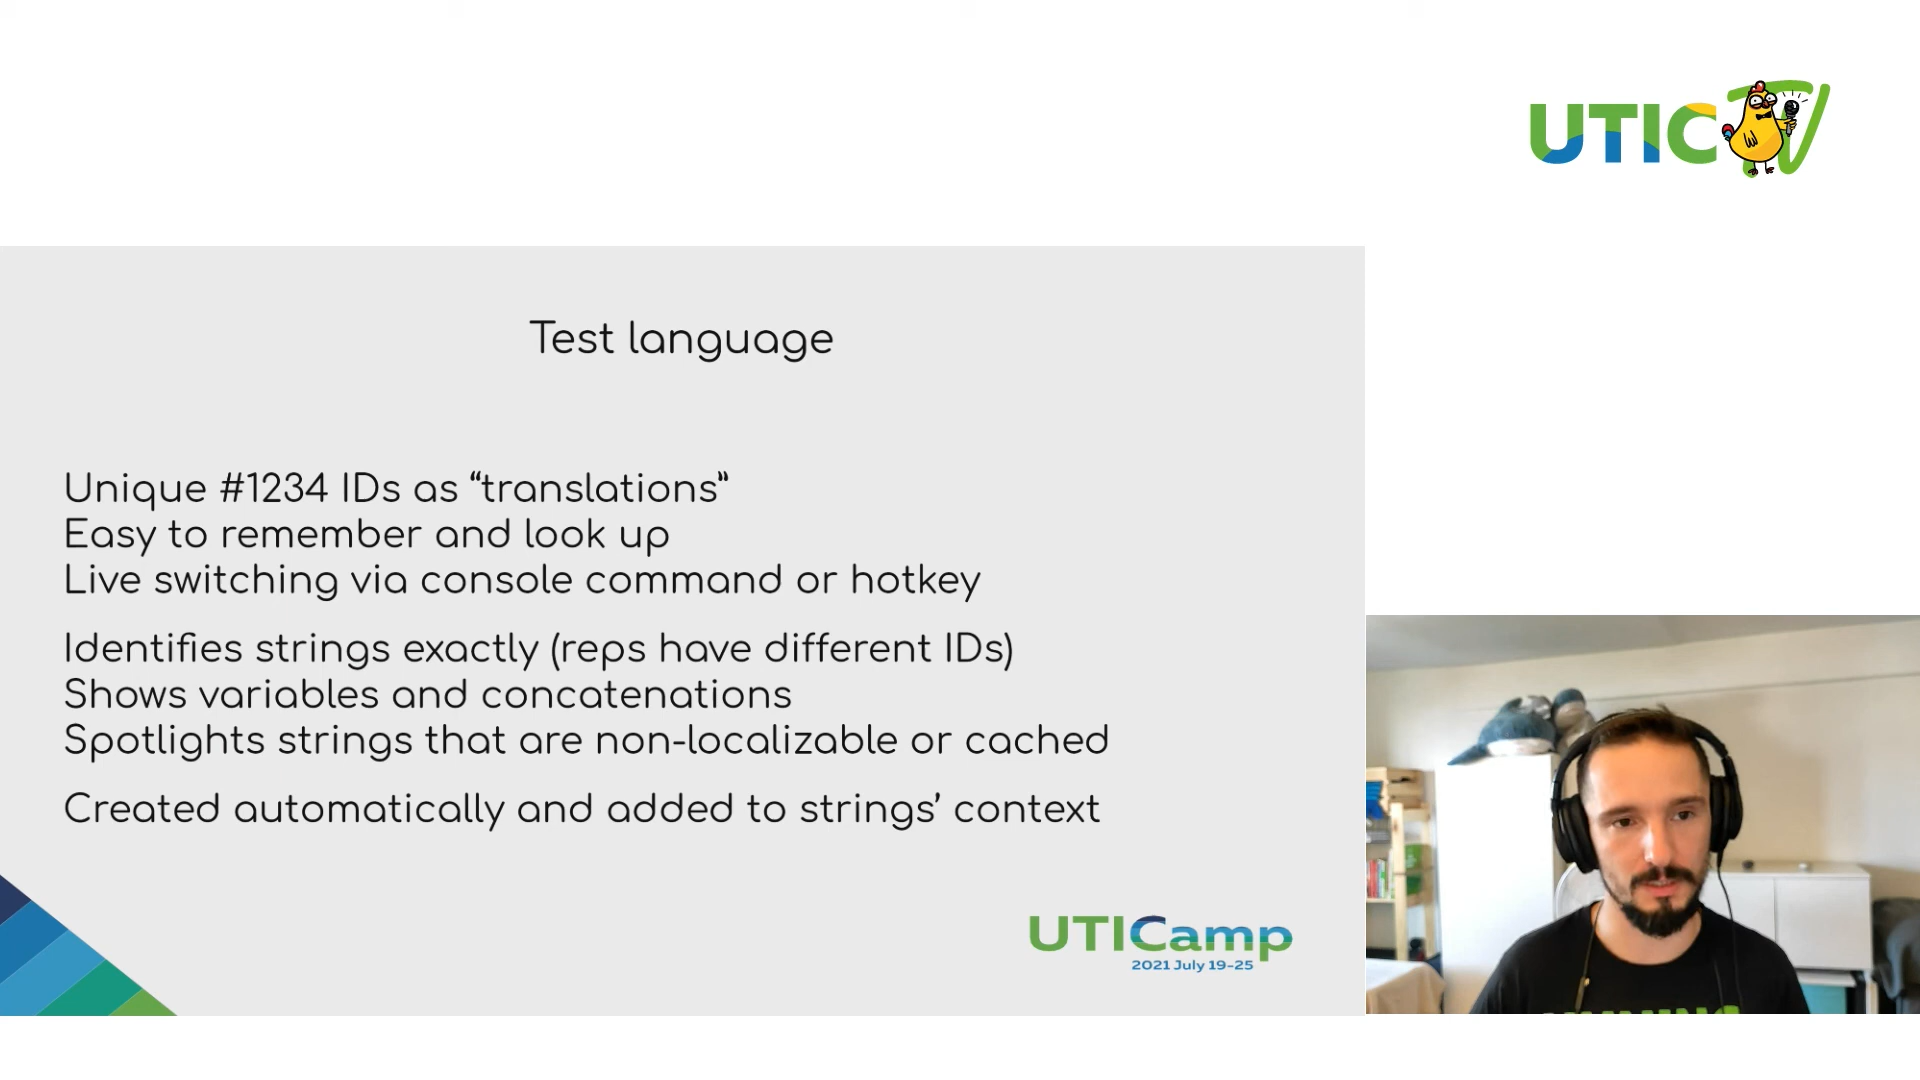 UTIC TV
Test language
Unique #1234 IDs as “translations”
Easy to remember and look up
Live switching via console command or hotkey
Identifies strings exactly (reps have different IDs)
Shows variables and concatenations
Spotlights strings that are non-localizable or cached
Created automatically and added to strings’ context
UTICamp
2021 July 19-25